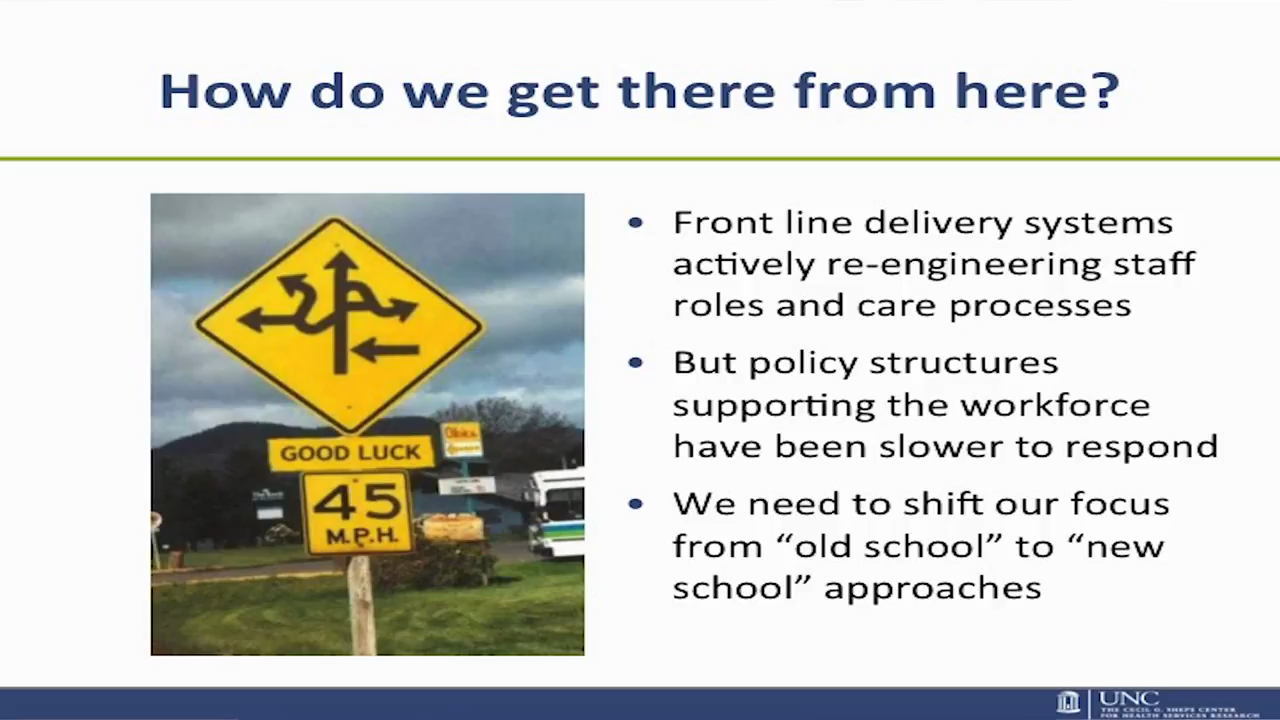 How do we get there from here?
GOOD LUCK
45
M.P.H.
• Front line delivery systems
actively re-engineering staff
roles and care processes
• But policy structures
supporting the workforce
have been slower to respond
• We need to shift our focus
from “old school” to “new
school” approaches
UNC
THE CECIL G. SHEPS CENTER
FOR HEALTH SERVICES RESEARCH